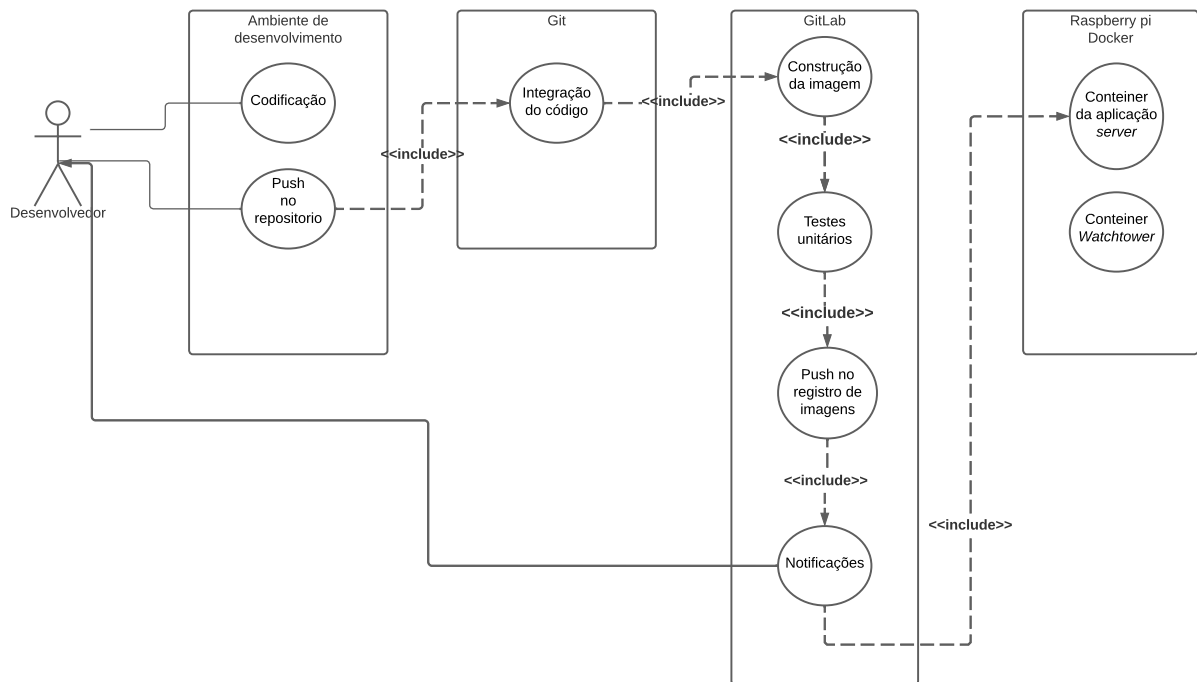 Ambiente de
desenvolvimento
Codificação
Push
no
repositorio
Desenvolvedor
<<include>>
Git
Integração
do código
<<include>>
GitLab
Construção
da imagem
<<include>>
Testes
unitários
<<include>>
Push no
registro de
imagens
<<include>>
Notificações
<<include>>
Raspberry pi
Docker
Conteiner
da aplicação
server
Conteiner
Watchtower